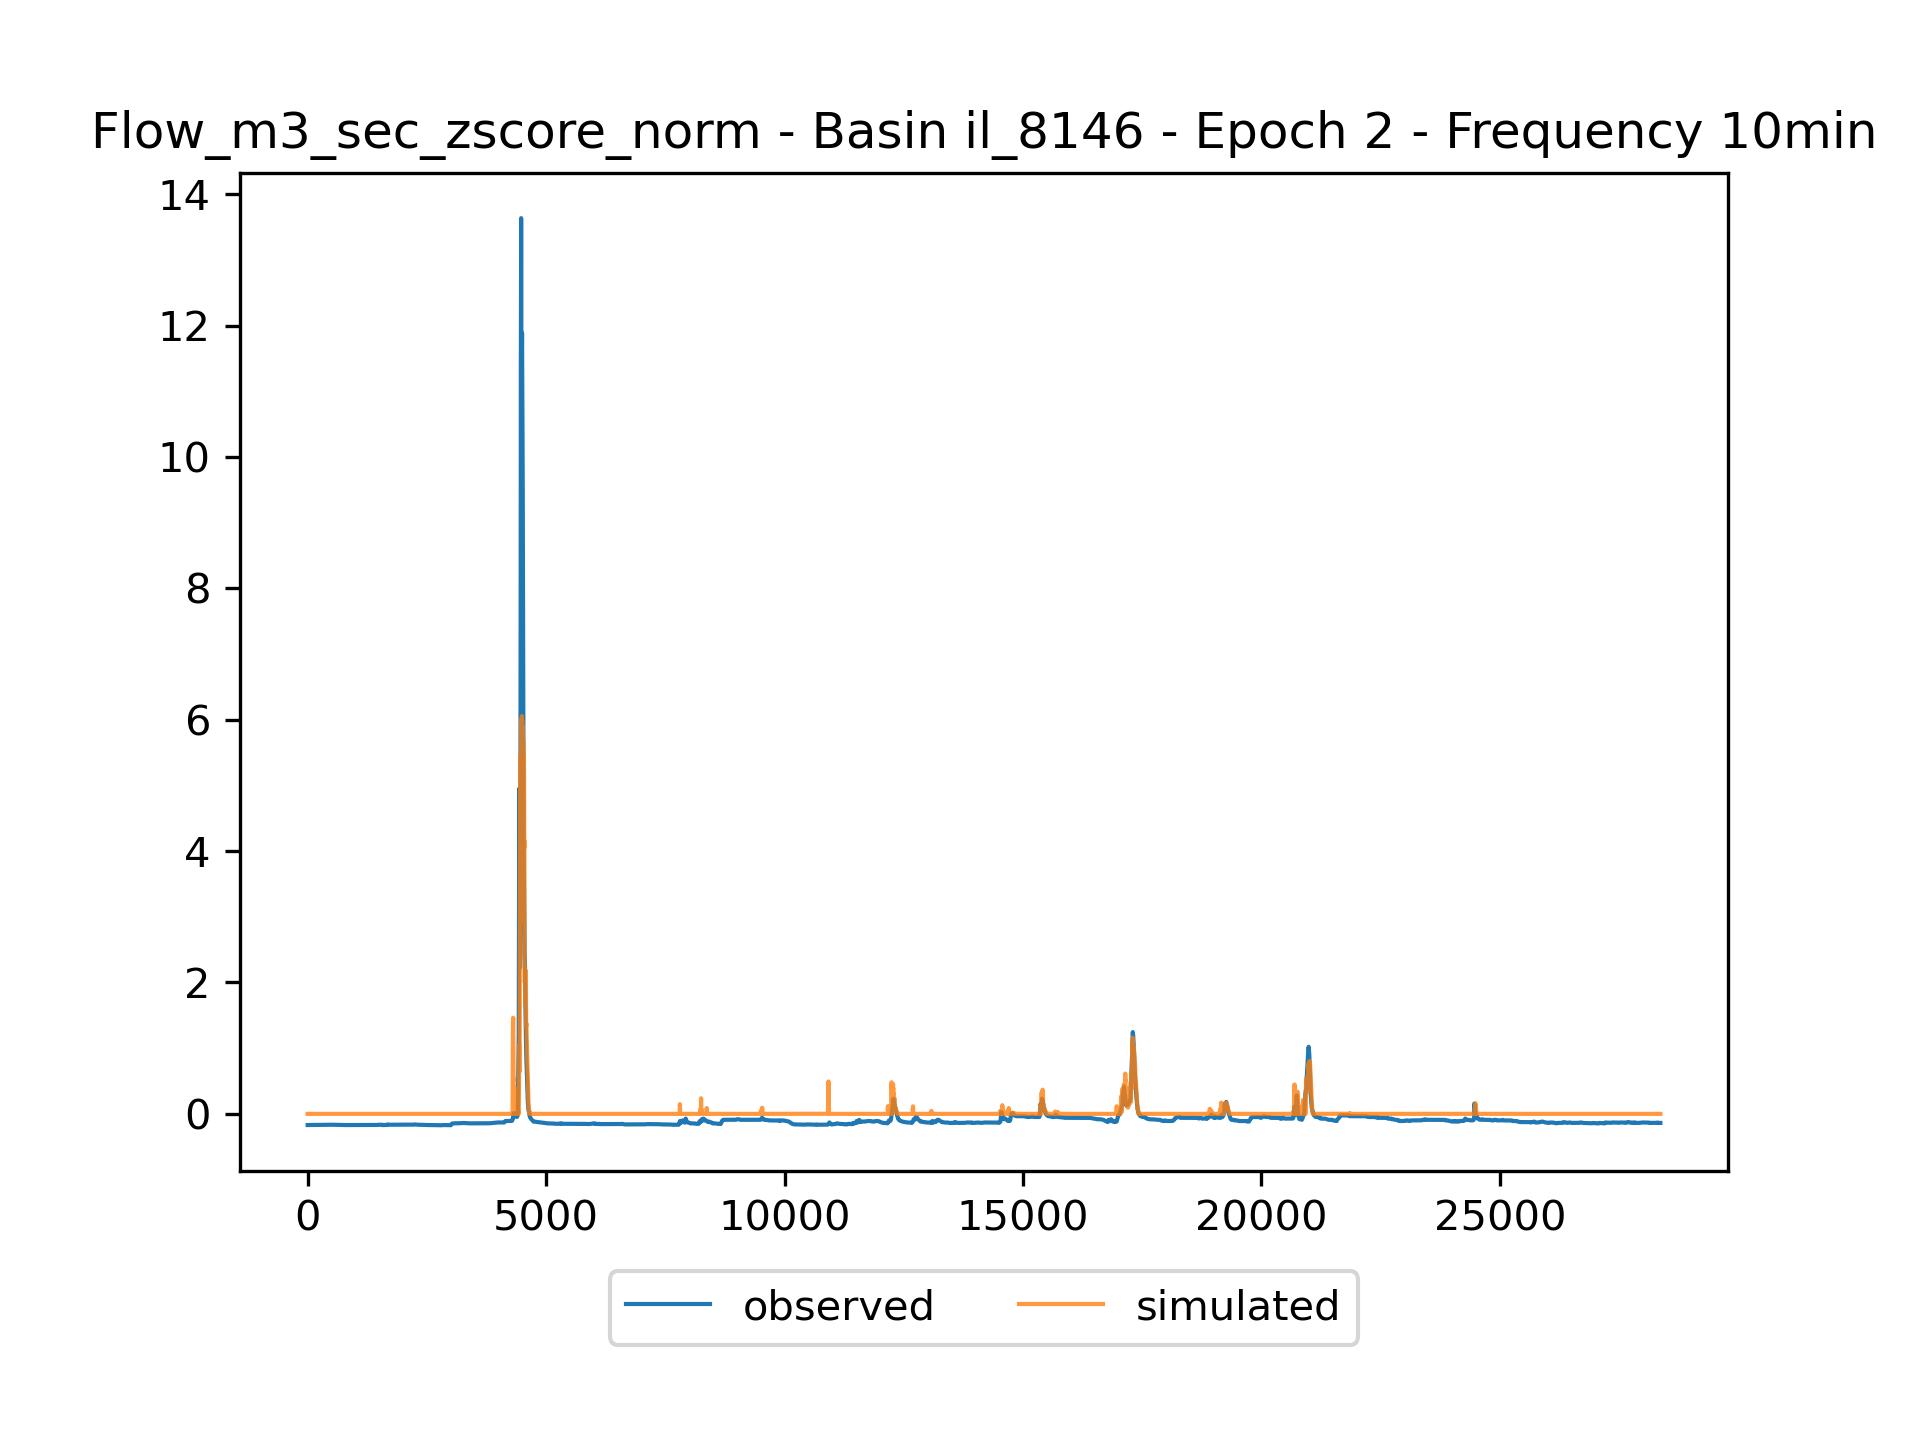 Flow_m3_sec_zscore_norm - Basin il_8146 - Epoch 2 - Frequency 10min
14
12
10
8
6
4
2
0
0 5000 10000 15000 20000 25000
observed simulated